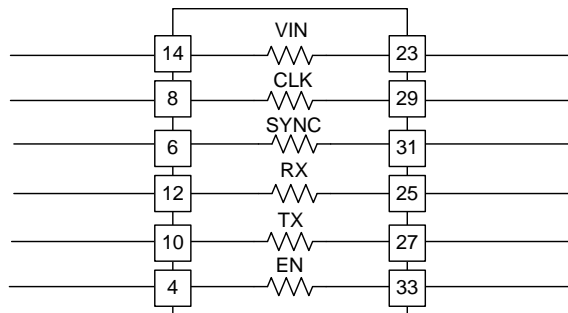 VIN
14 23
CLK
8 29
SYNC
6 31
RX
12 25
TX
10 27
EN
4 33